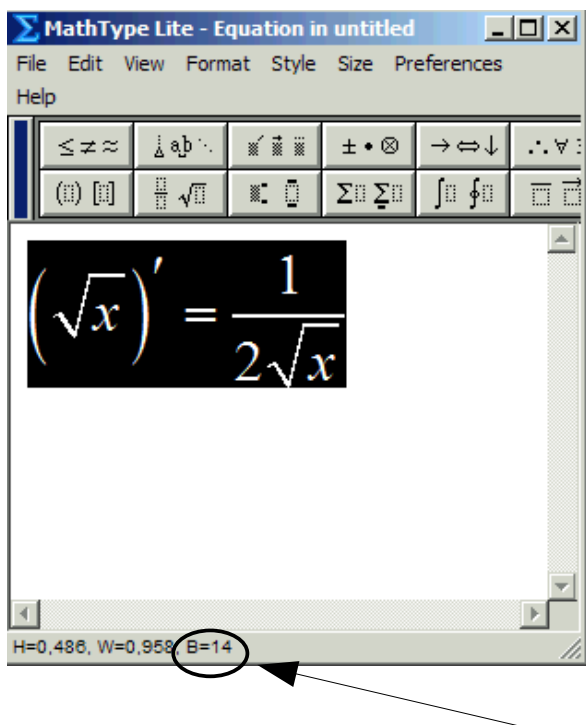 MathType Lite - Equation in untitled
File Edit View Format Style Size Preferences
Help
≤≠≈ ab ±•⊗ →⇔↓ ∴∀
(▯) [▯] √▯ Σ▯ Σ▯ ∫▯ ∮▯
(√x)′ = 1/(2√x)
H=0,486, W=0,958, B=14